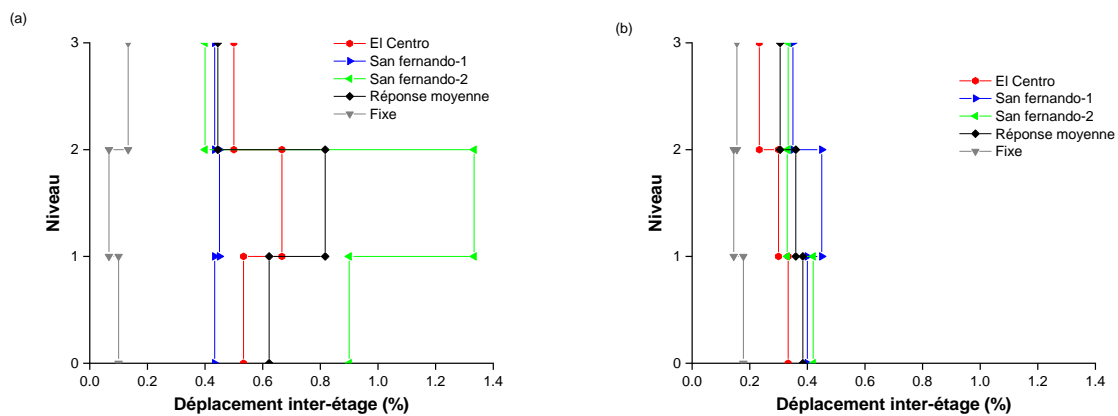 (a)
3
2
1
0
Niveau
0.0 0.2 0.4 0.6 0.8 1.0 1.2 1.4
Déplacement inter-étage (%)
El Centro
San fernando-1
San fernando-2
Réponse moyenne
Fixe
(b)
3
2
1
0
Niveau
0.0 0.2 0.4 0.6 0.8 1.0 1.2 1.4
Déplacement inter-étage (%)
El Centro
San fernando-1
San fernando-2
Réponse moyenne
Fixe